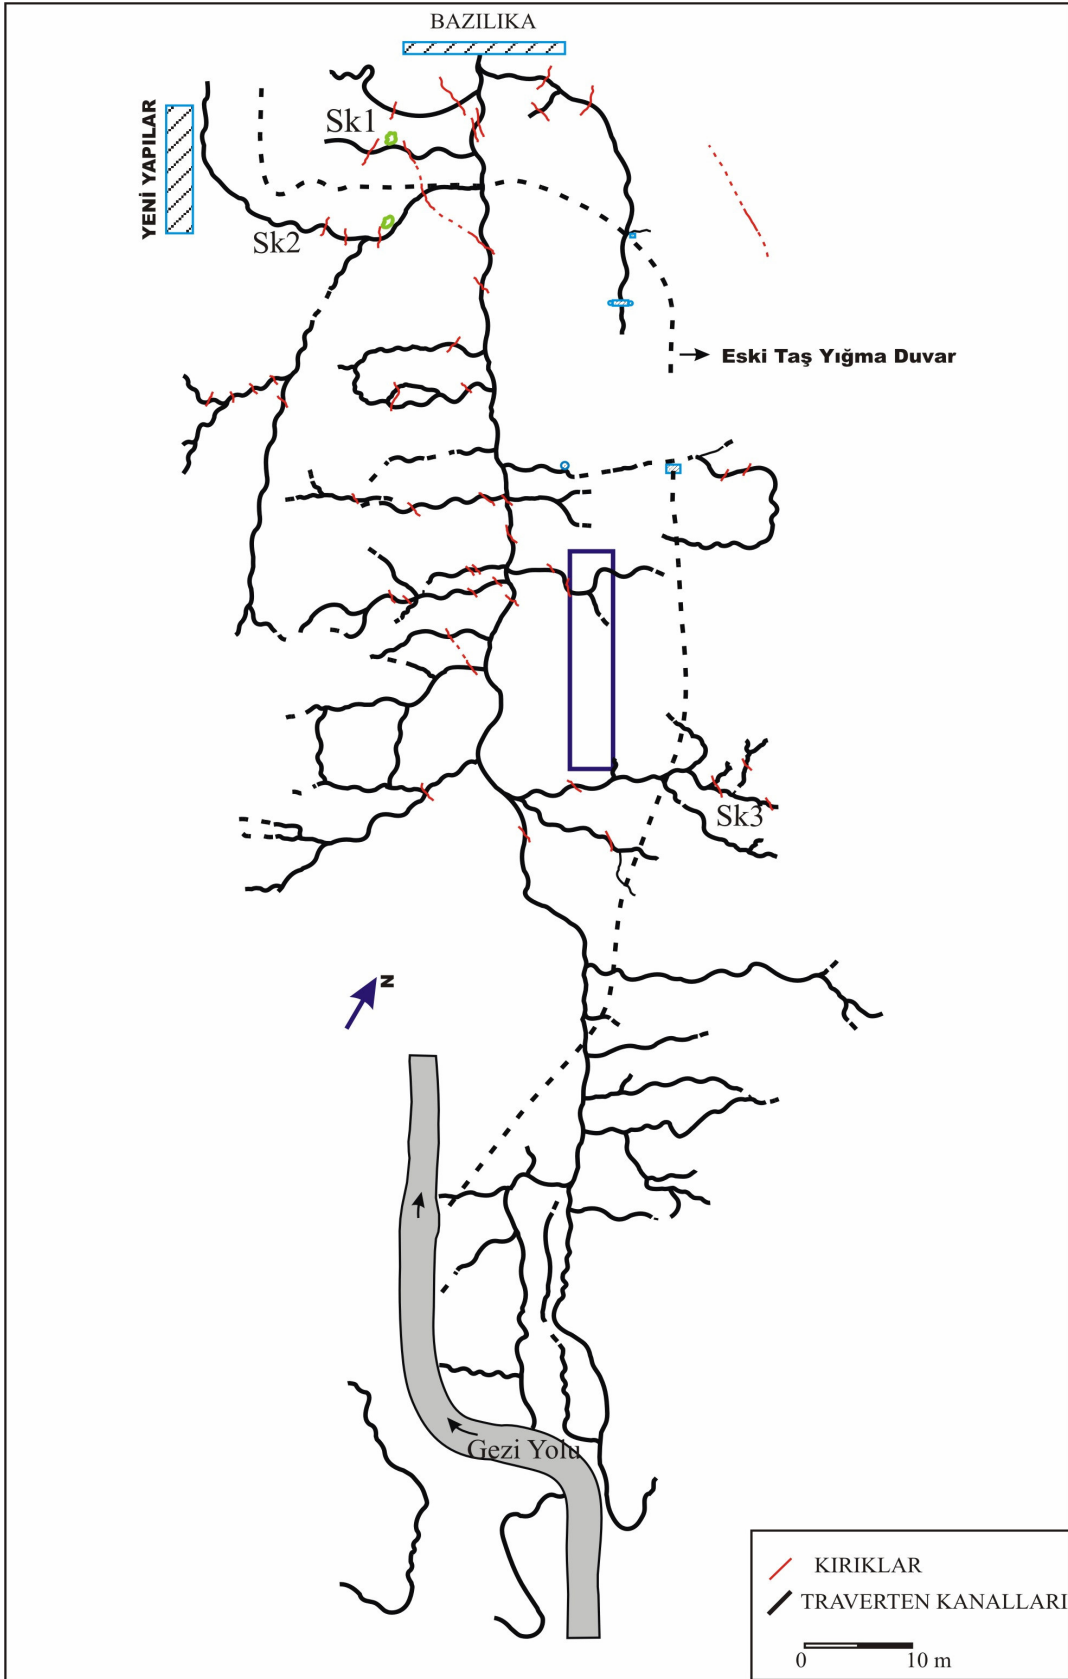 BAZILIKA
YENİ YAPILAR
Sk1
Sk2
Eski Taş Yığma Duvar
Sk3
N
Gezi Yolu
KIRIKLAR
TRAVERTEN KANALLARI
0 10 m